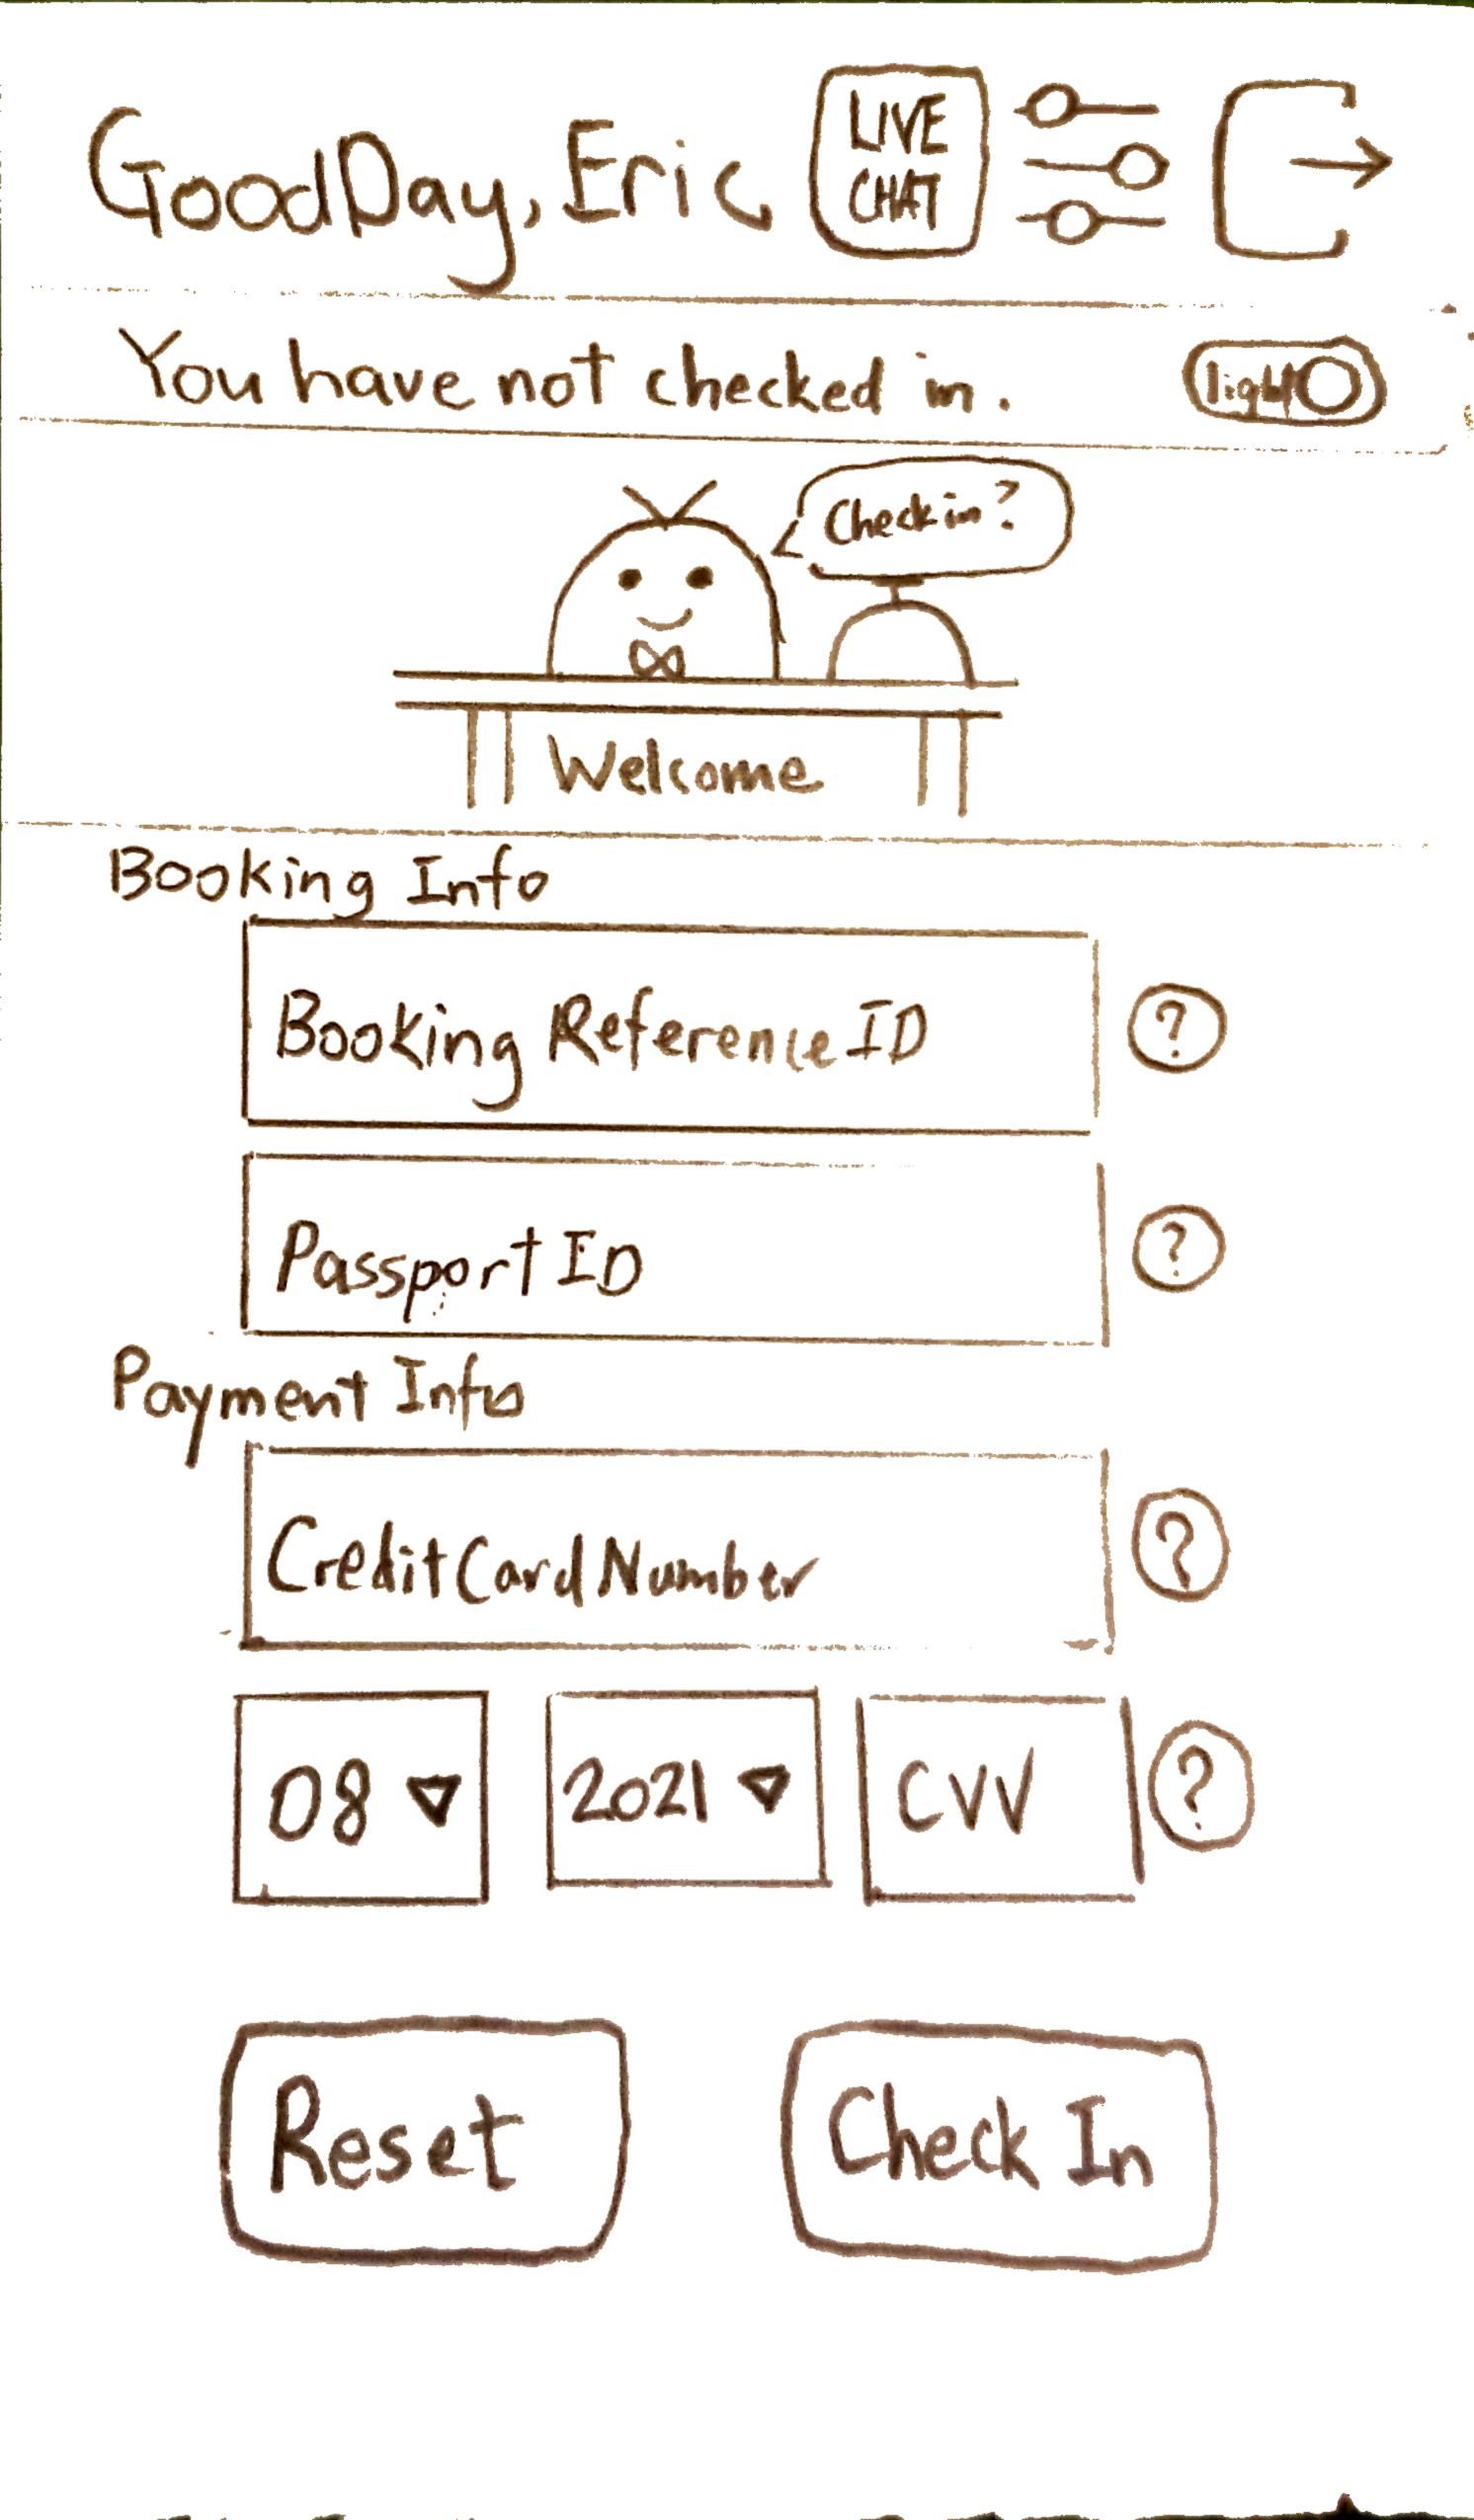 GoodDay, Eric
LIVE
CHAT
You have not checked in.
light
Check in?
Welcome
Booking Info
Booking Reference ID
?
Passport ID
?
Payment Info
Credit Card Number
?
08
2021
CVV
?
Reset
Check In